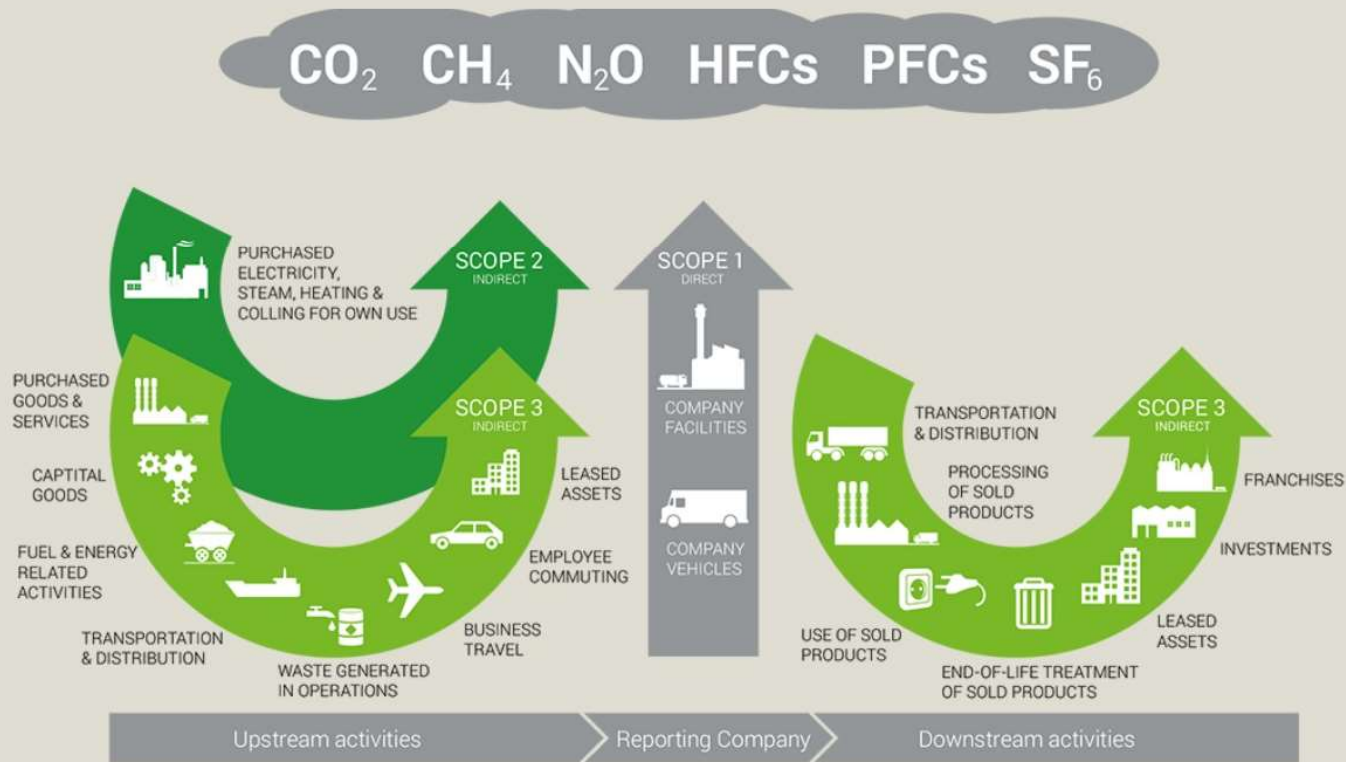 CO₂ CH₄ N₂O HFCs PFCs SF₆
PURCHASED
ELECTRICITY,
STEAM, HEATING &
COLLING FOR OWN USE
SCOPE 2
INDIRECT
PURCHASED
GOODS &
SERVICES
CAPTITAL
GOODS
FUEL & ENERGY
RELATED
ACTIVITIES
TRANSPORTATION
& DISTRIBUTION
WASTE GENERATED
IN OPERATIONS
BUSINESS
TRAVEL
EMPLOYEE
COMMUTING
LEASED
ASSETS
SCOPE 3
INDIRECT
SCOPE 1
DIRECT
COMPANY
FACILITIES
COMPANY
VEHICLES
TRANSPORTATION
& DISTRIBUTION
PROCESSING
OF SOLD
PRODUCTS
USE OF SOLD
PRODUCTS
END-OF-LIFE TREATMENT
OF SOLD PRODUCTS
LEASED
ASSETS
INVESTMENTS
FRANCHISES
SCOPE 3
INDIRECT
Upstream activities
Reporting Company
Downstream activities